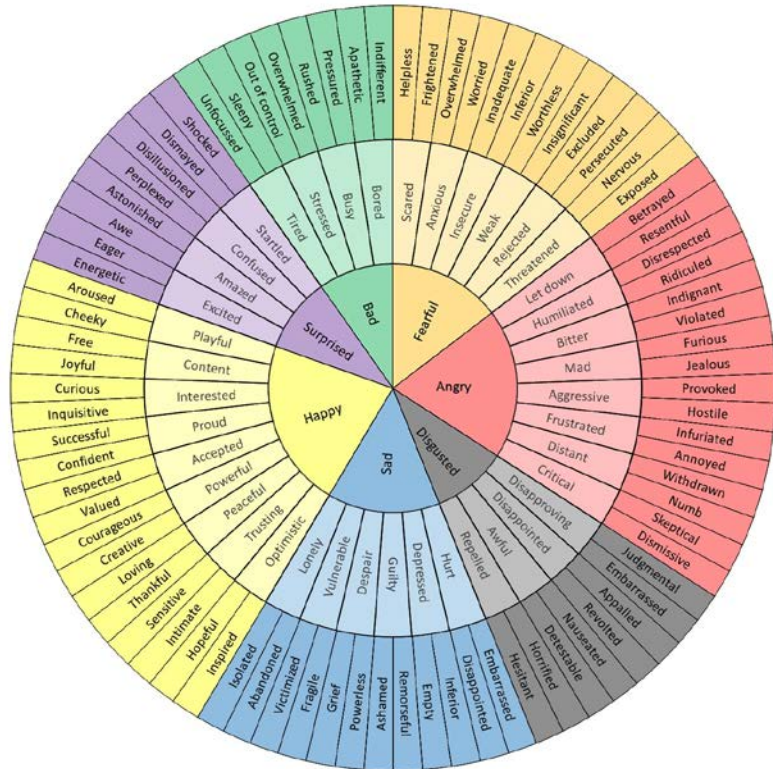 Bad
Fearful
Angry
Disgusted
Sad
Happy
Surprised
Tired
Stressed
Busy
Bored
Scared
Anxious
Insecure
Weak
Rejected
Threatened
Let down
Humiliated
Bitter
Mad
Aggressive
Frustrated
Distant
Critical
Disapproving
Disappointed
Awful
Repelled
Hurt
Depressed
Guilty
Despair
Vulnerable
Lonely
Optimistic
Trusting
Peaceful
Powerful
Accepted
Proud
Interested
Content
Playful
Excited
Amazed
Confused
Startled
Unfocussed
Sleepy
Out of control
Overwhelmed
Rushed
Pressured
Apathetic
Indifferent
Helpless
Frightened
Overwhelmed
Worried
Inadequate
Inferior
Worthless
Insignificant
Excluded
Persecuted
Nervous
Exposed
Betrayed
Resentful
Disrespected
Ridiculed
Indignant
Violated
Furious
Jealous
Provoked
Hostile
Infuriated
Annoyed
Withdrawn
Numb
Skeptical
Dismissive
Judgmental
Embarrassed
Appalled
Revolted
Nauseated
Detestable
Horrified
Hesitant
Embarrassed
Disappointed
Inferior
Empty
Remorseful
Ashamed
Powerless
Grief
Fragile
Victimized
Abandoned
Isolated
Inspired
Hopeful
Intimate
Sensitive
Thankful
Loving
Creative
Courageous
Valued
Respected
Confident
Successful
Inquisitive
Curious
Joyful
Free
Cheeky
Aroused
Energetic
Eager
Awe
Astonished
Perplexed
Disillusioned
Dismayed
Shocked